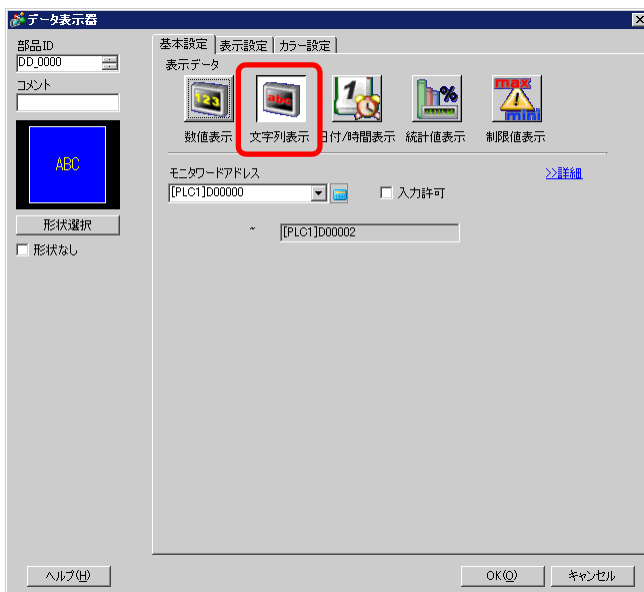 データ表示器
部品ID
DD_0000
コメント
ABC
形状選択
形状なし
基本設定 表示設定 カラー設定
表示データ
123 abc 1 % max mini
数値表示 文字列表示 日付/時間表示 統計値表示 制限値表示
モニタワードアドレス
>>詳細
[PLC1]D00000
入力許可
~ [PLC1]D00002
ヘルプ(H) OK(O) キャンセル